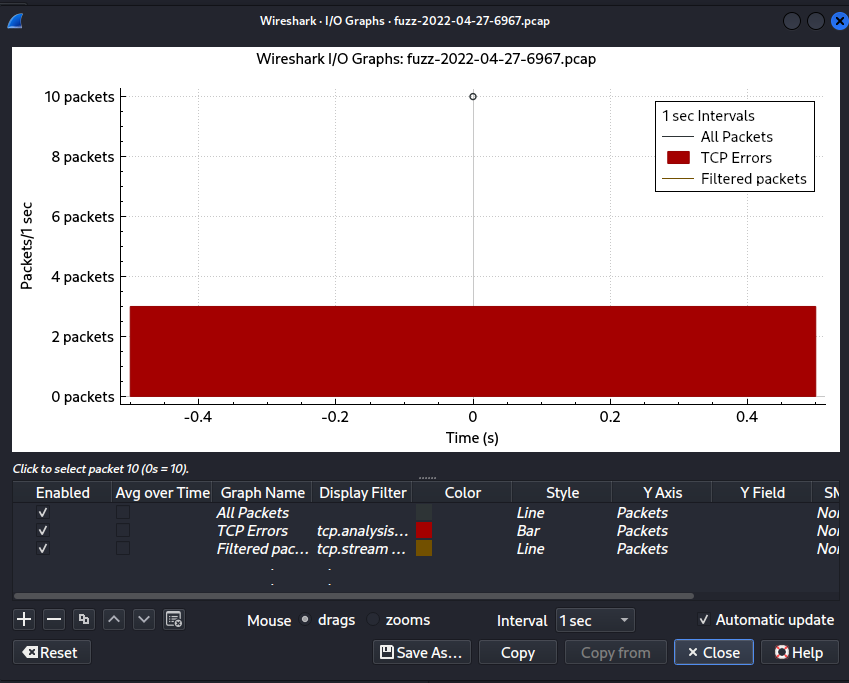 Wireshark · I/O Graphs · fuzz-2022-04-27-6967.pcap
Wireshark I/O Graphs: fuzz-2022-04-27-6967.pcap
10 packets
8 packets
6 packets
4 packets
2 packets
0 packets
Packets/1 sec
1 sec Intervals
All Packets
TCP Errors
Filtered packets
-0.4 -0.2 0 0.2 0.4
Time (s)
Click to select packet 10 (0s = 10).
Enabled Avg over Time Graph Name Display Filter Color Style Y Axis Y Field SM
All Packets Line Packets Nor
TCP Errors tcp.analysis... Bar Packets Nor
Filtered pac... tcp.stream ... Line Packets Nor
Mouse drags zooms Interval 1 sec Automatic update
Reset Save As... Copy Copy from Close Help